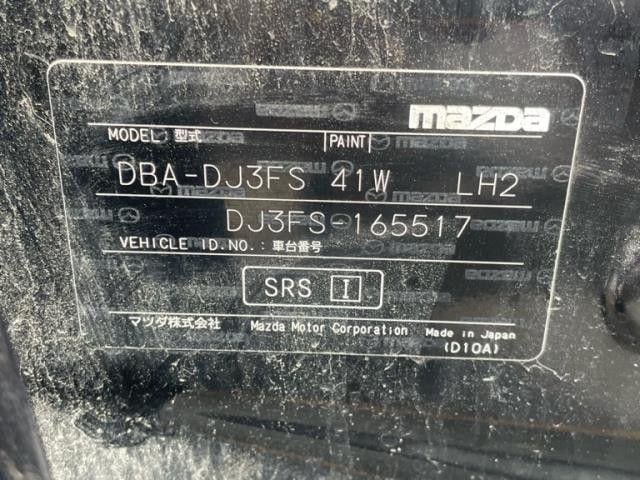 mazda
MODEL 型式 PAINT
DBA-DJ3FS 41W LH2
DJ3FS-165517
VEHICLE ID.NO.:車台番号
SRS I
マツダ株式会社 Mazda Motor Corporation Made in Japan
(D10A)